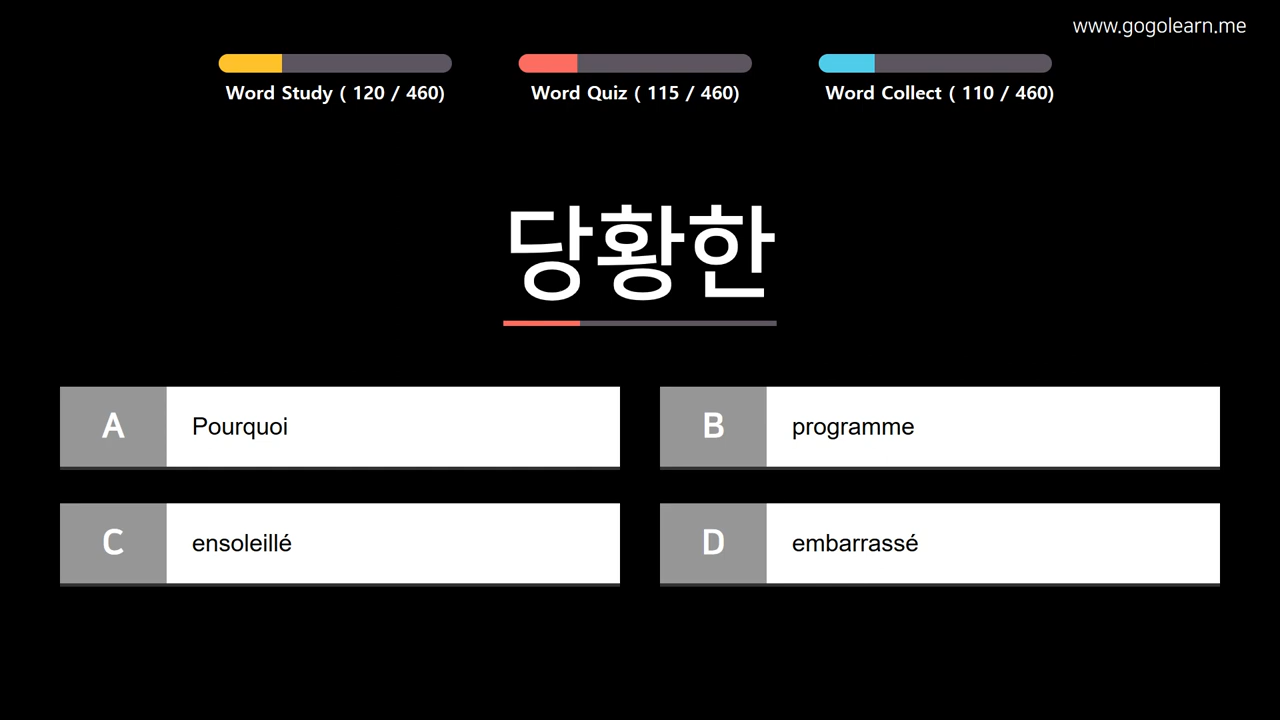 www.gogolearn.me
Word Study ( 120 / 460)
Word Quiz ( 115 / 460)
Word Collect ( 110 / 460)
당황한
A
Pourquoi
B
programme
C
ensoleillé
D
embarrassé